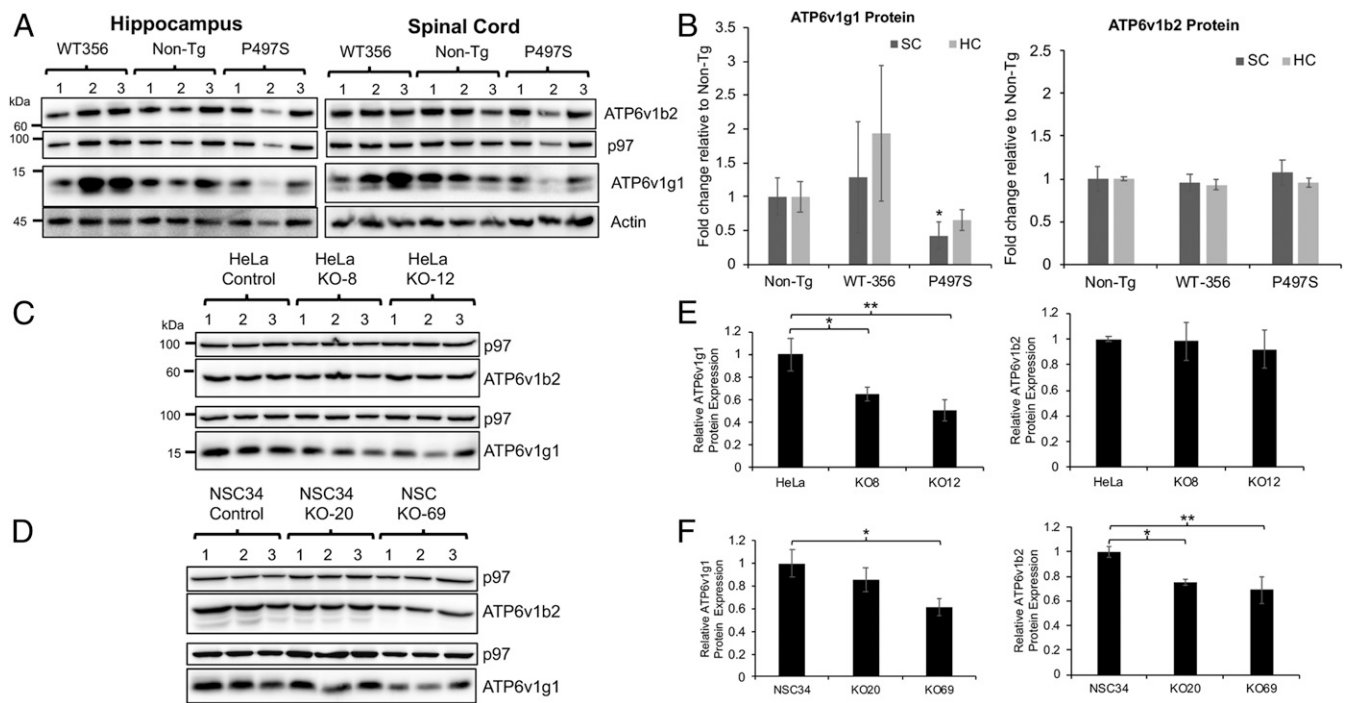 A
Hippocampus
Spinal Cord
WT356 Non-Tg P497S
WT356 Non-Tg P497S
1 2 3 1 2 3 1 2 3
1 2 3 1 2 3 1 2 3
kDa
60
100
15
45
ATP6v1b2
p97
ATP6v1g1
Actin
B
ATP6v1g1 Protein
SC HC
Fold change relative to Non-Tg
3.5
3
2.5
2
1.5
1
0.5
0
*
Non-Tg WT-356 P497S
ATP6v1b2 Protein
SC HC
Fold change relative to Non-Tg
2.5
2
1.5
1
0.5
0
Non-Tg WT-356 P497S
C
HeLa HeLa HeLa
Control KO-8 KO-12
1 2 3 1 2 3 1 2 3
kDa
100
60
100
15
p97
ATP6v1b2
p97
ATP6v1g1
D
NSC34 NSC34 NSC
Control KO-20 KO-69
1 2 3 1 2 3 1 2 3
p97
ATP6v1b2
p97
ATP6v1g1
E
Relative ATP6v1g1
Protein Expression
1.2
1
0.8
0.6
0.4
0.2
0
**
*
HeLa KO8 KO12
Relative ATP6v1b2
Protein Expression
1.2
1
0.8
0.6
0.4
0.2
0
HeLa KO8 KO12
F
Relative ATP6v1g1
Protein Expression
1.2
1
0.8
0.6
0.4
0.2
0
*
NSC34 KO20 KO69
Relative ATP6v1b2
Protein Expression
1.2
1
0.8
0.6
0.4
0.2
0
**
*
NSC34 KO20 KO69